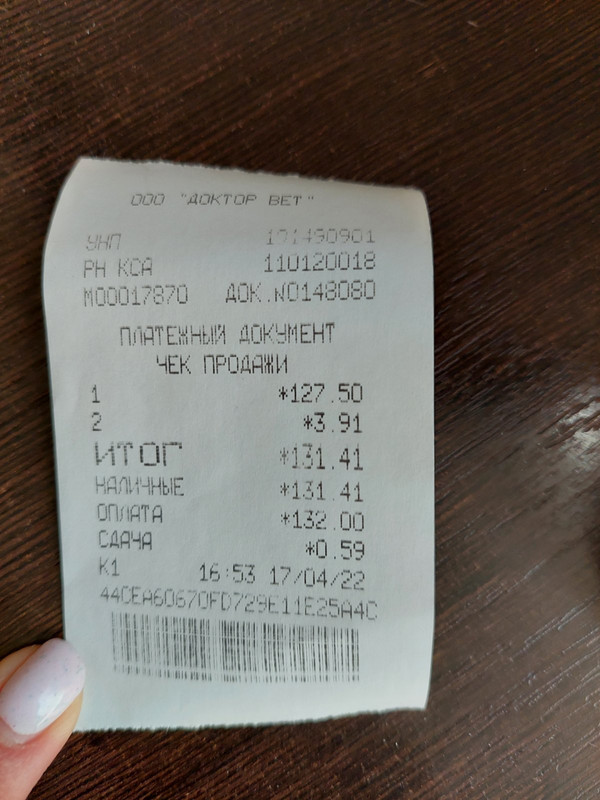 ООО "ДОКТОР ВЕТ"
УНП 191490901
РН КСА 110120018
М00017870 ДОК.№0148080
ПЛАТЕЖНЫЙ ДОКУМЕНТ
ЧЕК ПРОДАЖИ
1 *127.50
2 *3.91
ИТОГ *131.41
НАЛИЧНЫЕ *131.41
ОПЛАТА *132.00
СДАЧА *0.59
К1 16:53 17/04/22
44CEA60670FD729E11E25A4C